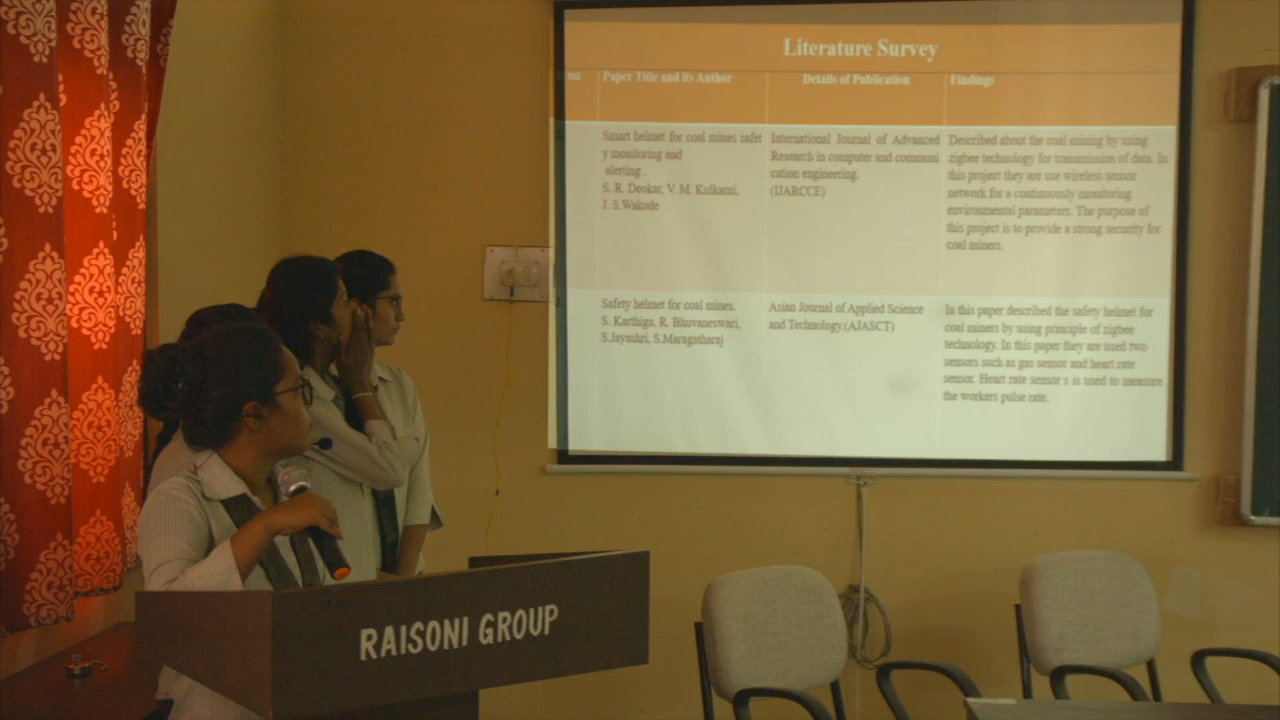 Literature Survey
no Paper Title and its Author Details of Publication Findings
Smart helmet for coal mines safet
y monitoring and
alerting .
S. R. Deokar, V. M. Kulkarni,
J. S.Wakode
International Journal of Advanced
Research in computer and communi
cation engineering.
(IJARCCE)
Described about the coal mining by using
zigbee technology for transmission of data. In
this project they are use wireless sensor
network for a continuously monitoring
environmental parameters. The purpose of
this project is to provide a strong security for
coal miners.
Safety helmet for coal mines.
S. Karthiga, R. Bhuvaneswari,
S.Jayashri, S.Maragatharaj
Asian Journal of Applied Science
and Technology.(AJASCT)
In this paper described the safety helmet for
coal miners by using principle of zigbee
technology. In this paper they are used two
sensors such as gas sensor and heart rate
sensor. Heart rate sensor s is used to measure
the workers pulse rate.
RAISONI GROUP